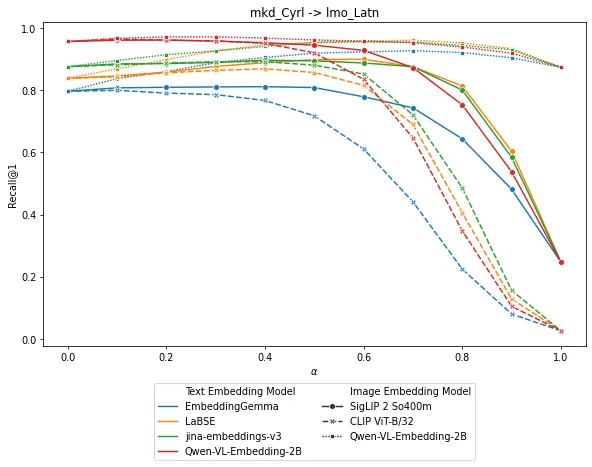 mkd_Cyrl -> lmo_Latn
Recall@1
1.0
0.8
0.6
0.4
0.2
0.0
0.0 0.2 0.4 0.6 0.8 1.0
α
Text Embedding Model Image Embedding Model
EmbeddingGemma SigLIP 2 So400m
LaBSE CLIP ViT-B/32
jina-embeddings-v3 Qwen-VL-Embedding-2B
Qwen-VL-Embedding-2B